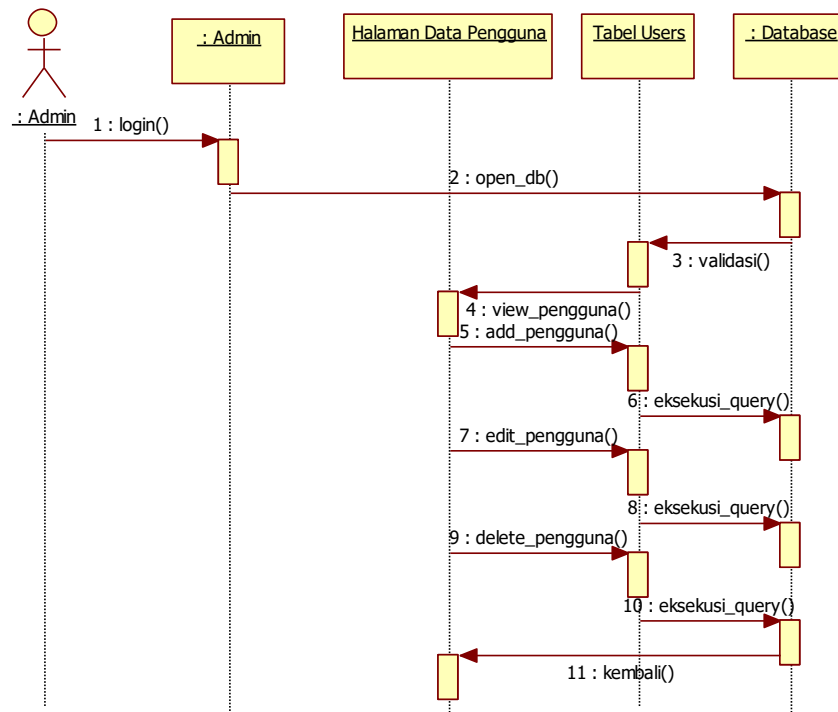 : Admin
Halaman Data Pengguna
Tabel Users
: Database
: Admin
1 : login()
2 : open_db()
3 : validasi()
4 : view_pengguna()
5 : add_pengguna()
6 : eksekusi_query()
7 : edit_pengguna()
8 : eksekusi_query()
9 : delete_pengguna()
10 : eksekusi_query()
11 : kembali()